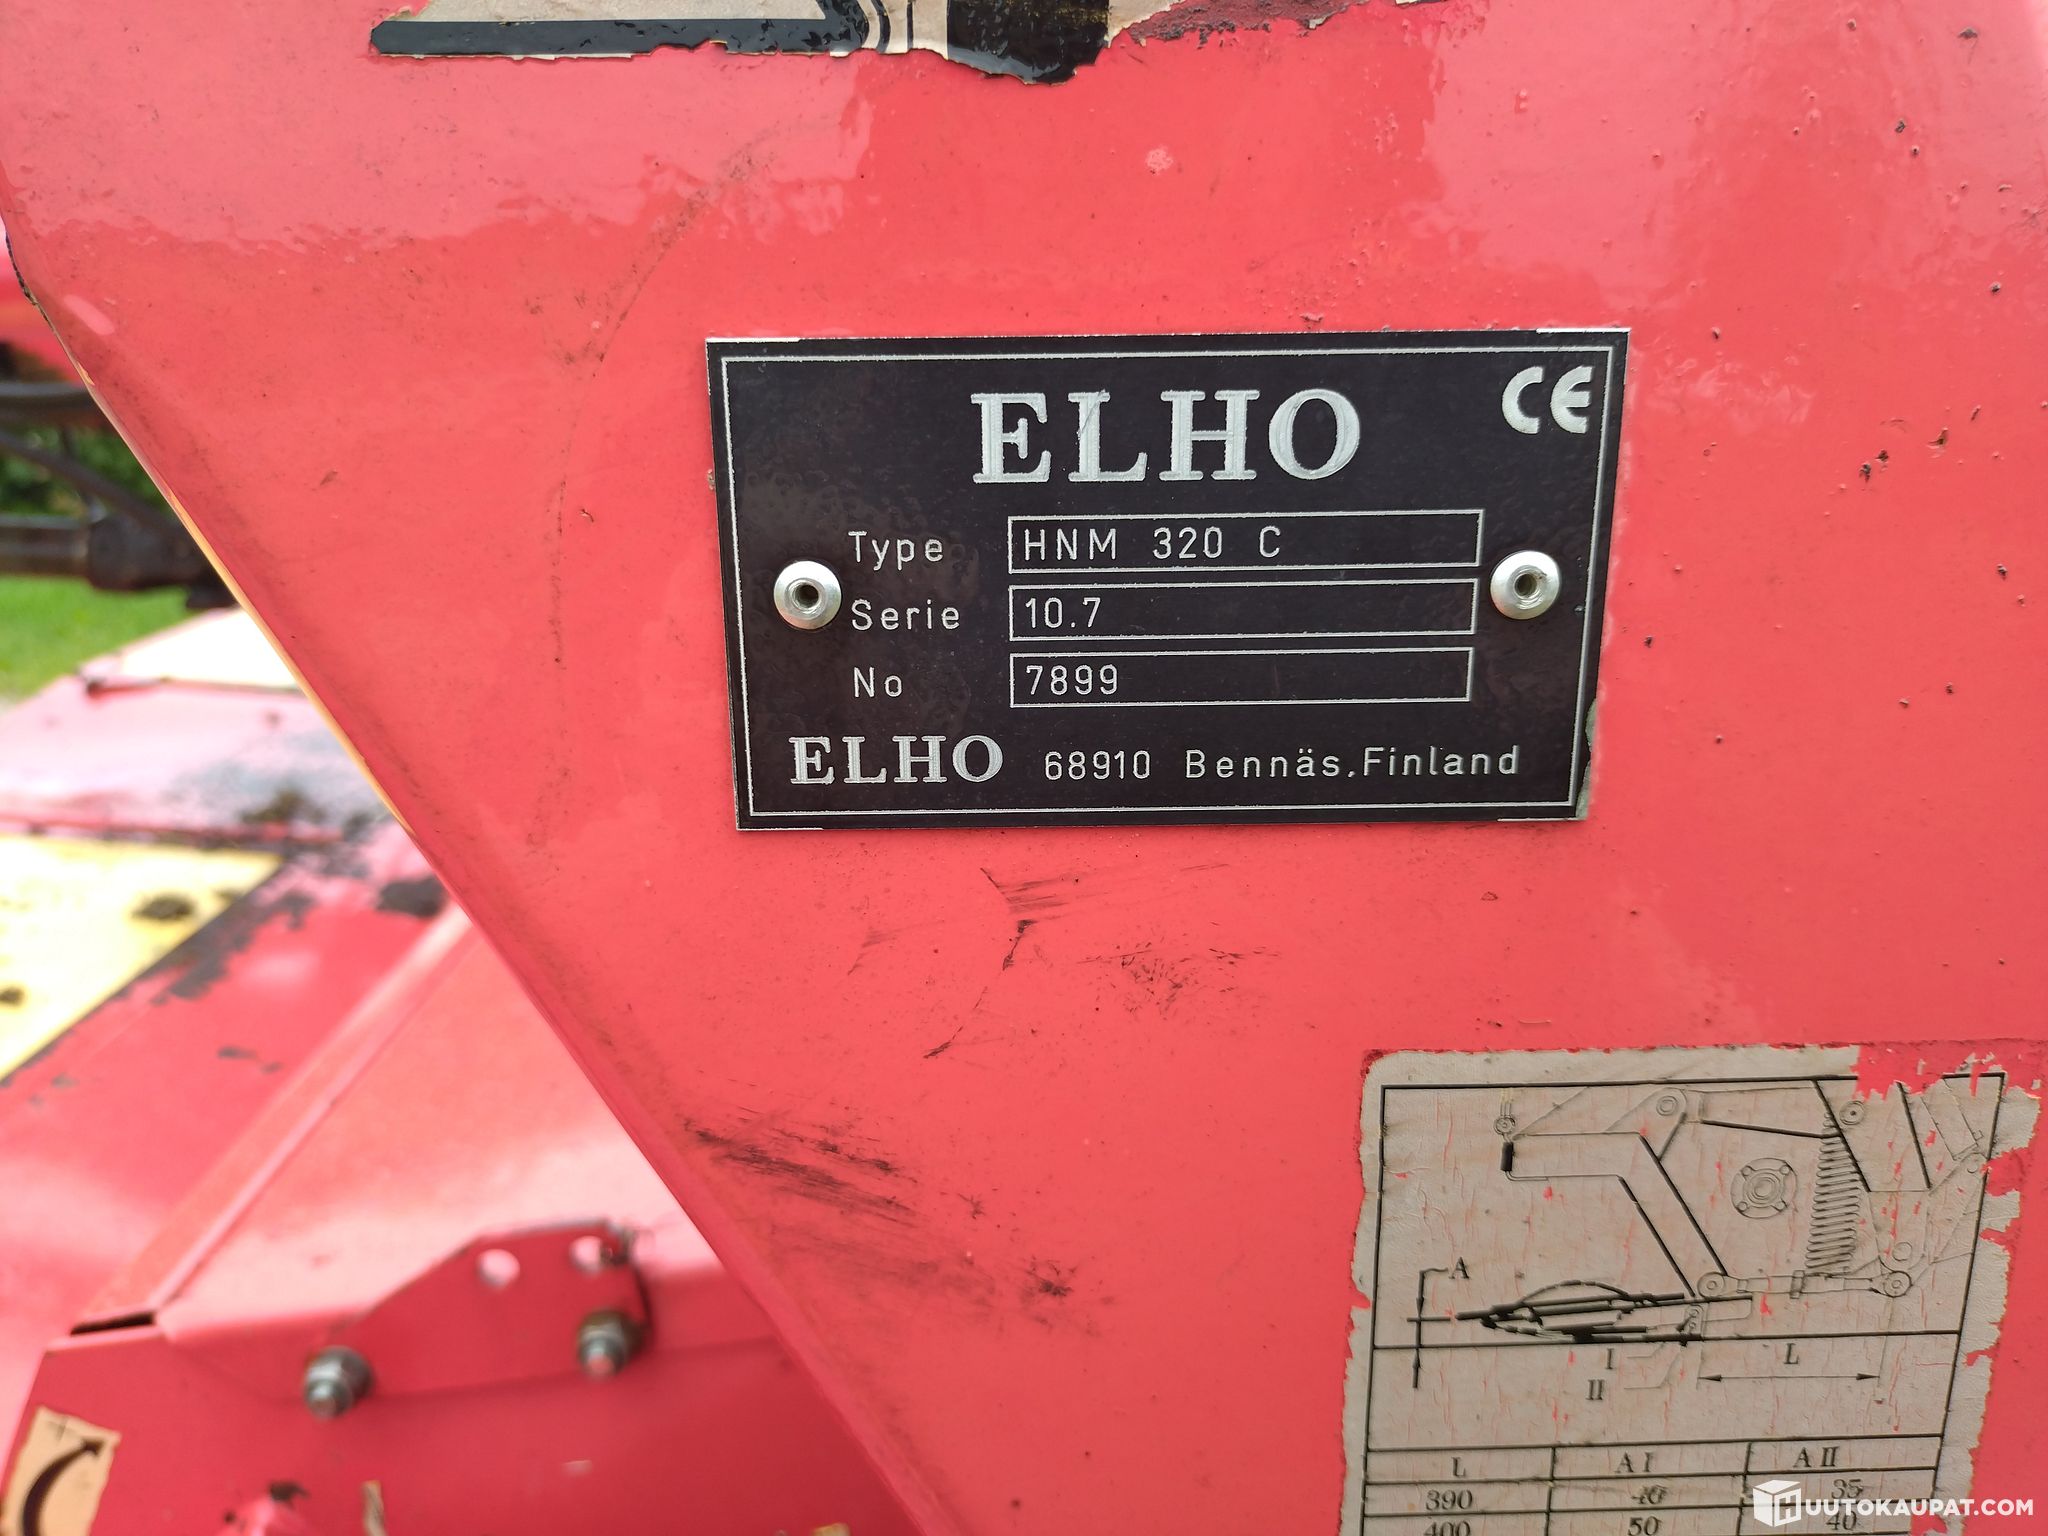 ELHO
CE
Type HNM 320 C
Serie 10.7
No 7899
ELHO 68910 Bennäs.Finland
A
I
II
L
L A I A II
390 40 35
400 50 40
HUUTOKAUPAT.COM